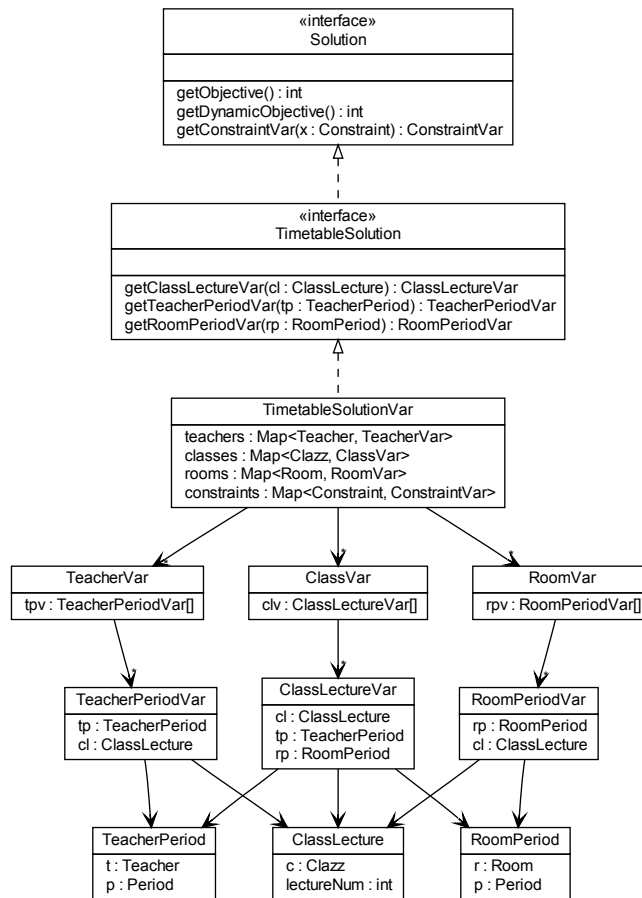 «interface»
Solution
getObjective() : int
getDynamicObjective() : int
getConstraintVar(x : Constraint) : ConstraintVar
«interface»
TimetableSolution
getClassLectureVar(cl : ClassLecture) : ClassLectureVar
getTeacherPeriodVar(tp : TeacherPeriod) : TeacherPeriodVar
getRoomPeriodVar(rp : RoomPeriod) : RoomPeriodVar
TimetableSolutionVar
teachers : Map<Teacher, TeacherVar>
classes : Map<Clazz, ClassVar>
rooms : Map<Room, RoomVar>
constraints : Map<Constraint, ConstraintVar>
* * *
TeacherVar
tpv : TeacherPeriodVar[]
ClassVar
clv : ClassLectureVar[]
RoomVar
rpv : RoomPeriodVar[]
* * *
TeacherPeriodVar
tp : TeacherPeriod
cl : ClassLecture
ClassLectureVar
cl : ClassLecture
tp : TeacherPeriod
rp : RoomPeriod
RoomPeriodVar
rp : RoomPeriod
cl : ClassLecture
TeacherPeriod
t : Teacher
p : Period
ClassLecture
c : Clazz
lectureNum : int
RoomPeriod
r : Room
p : Period